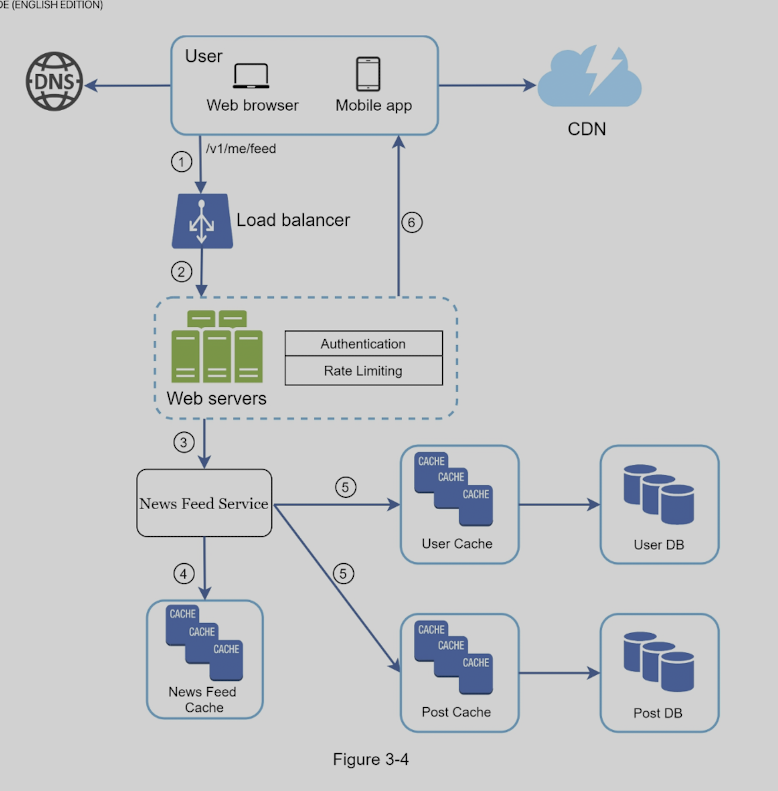 DE (ENGLISH EDITION)
User
DNS
Web browser
Mobile app
CDN
1
/v1/me/feed
Load balancer
6
2
Authentication
Rate Limiting
Web servers
3
News Feed Service
5
CACHE
CACHE
CACHE
User Cache
User DB
4
5
CACHE
CACHE
CACHE
News Feed
Cache
CACHE
CACHE
CACHE
Post Cache
Post DB
Figure 3-4